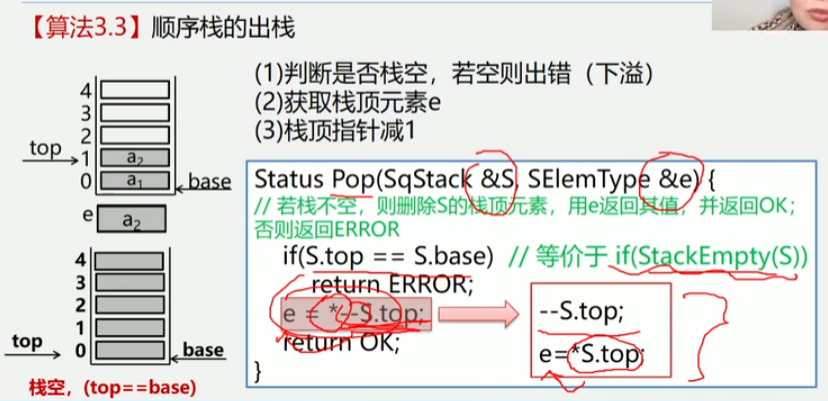 【算法3.3】顺序栈的出栈
(1)判断是否栈空，若空则出错（下溢）
(2)获取栈顶元素e
(3)栈顶指针减1
4
3
2
top
1 a₂
0 a₁ base
e a₂
4
3
2
1
top 0 base
栈空，(top==base)
Status Pop(SqStack &S, SElemType &e) {
// 若栈不空，则删除S的栈顶元素，用e返回其值，并返回OK；
否则返回ERROR
if(S.top == S.base) // 等价于 if(StackEmpty(S))
return ERROR;
e = *--S.top;
return OK;
}
--S.top;
e=*S.top;